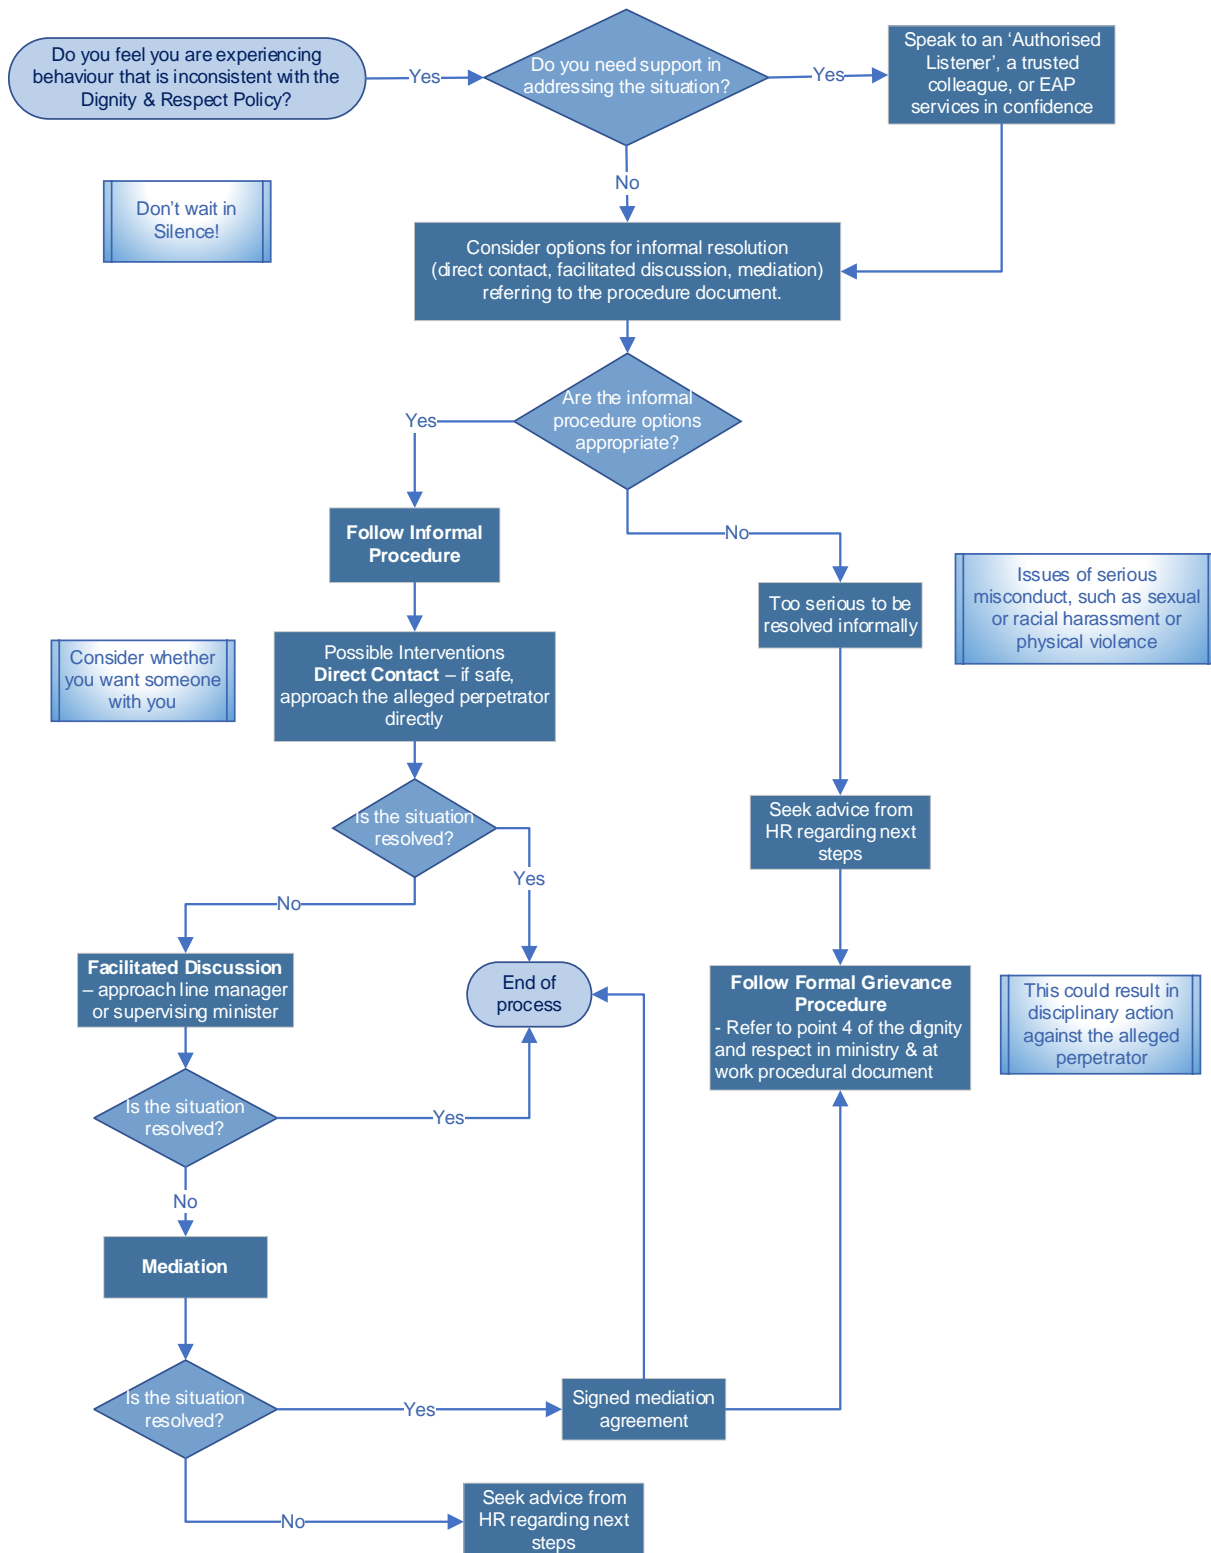 Do you feel you are experiencing
behaviour that is inconsistent with the
Dignity & Respect Policy?
Yes
Do you need support in
addressing the situation?
Yes
Speak to an ‘Authorised
Listener’, a trusted
colleague, or EAP
services in confidence
No
Don’t wait in
Silence!
Consider options for informal resolution
(direct contact, facilitated discussion, mediation)
referring to the procedure document.
Are the informal
procedure options
appropriate?
Yes
No
Follow Informal
Procedure
Too serious to be
resolved informally
Issues of serious
misconduct, such as sexual
or racial harassment or
physical violence
Consider whether
you want someone
with you
Possible Interventions
Direct Contact – if safe,
approach the alleged perpetrator
directly
Is the situation
resolved?
Yes
No
Seek advice from
HR regarding next
steps
Facilitated Discussion
– approach line manager
or supervising minister
End of
process
Follow Formal Grievance
Procedure
- Refer to point 4 of the dignity
and respect in ministry & at
work procedural document
This could result in
disciplinary action
against the alleged
perpetrator
Is the situation
resolved?
Yes
No
Mediation
Is the situation
resolved?
Yes
Signed mediation
agreement
No
Seek advice from
HR regarding next
steps